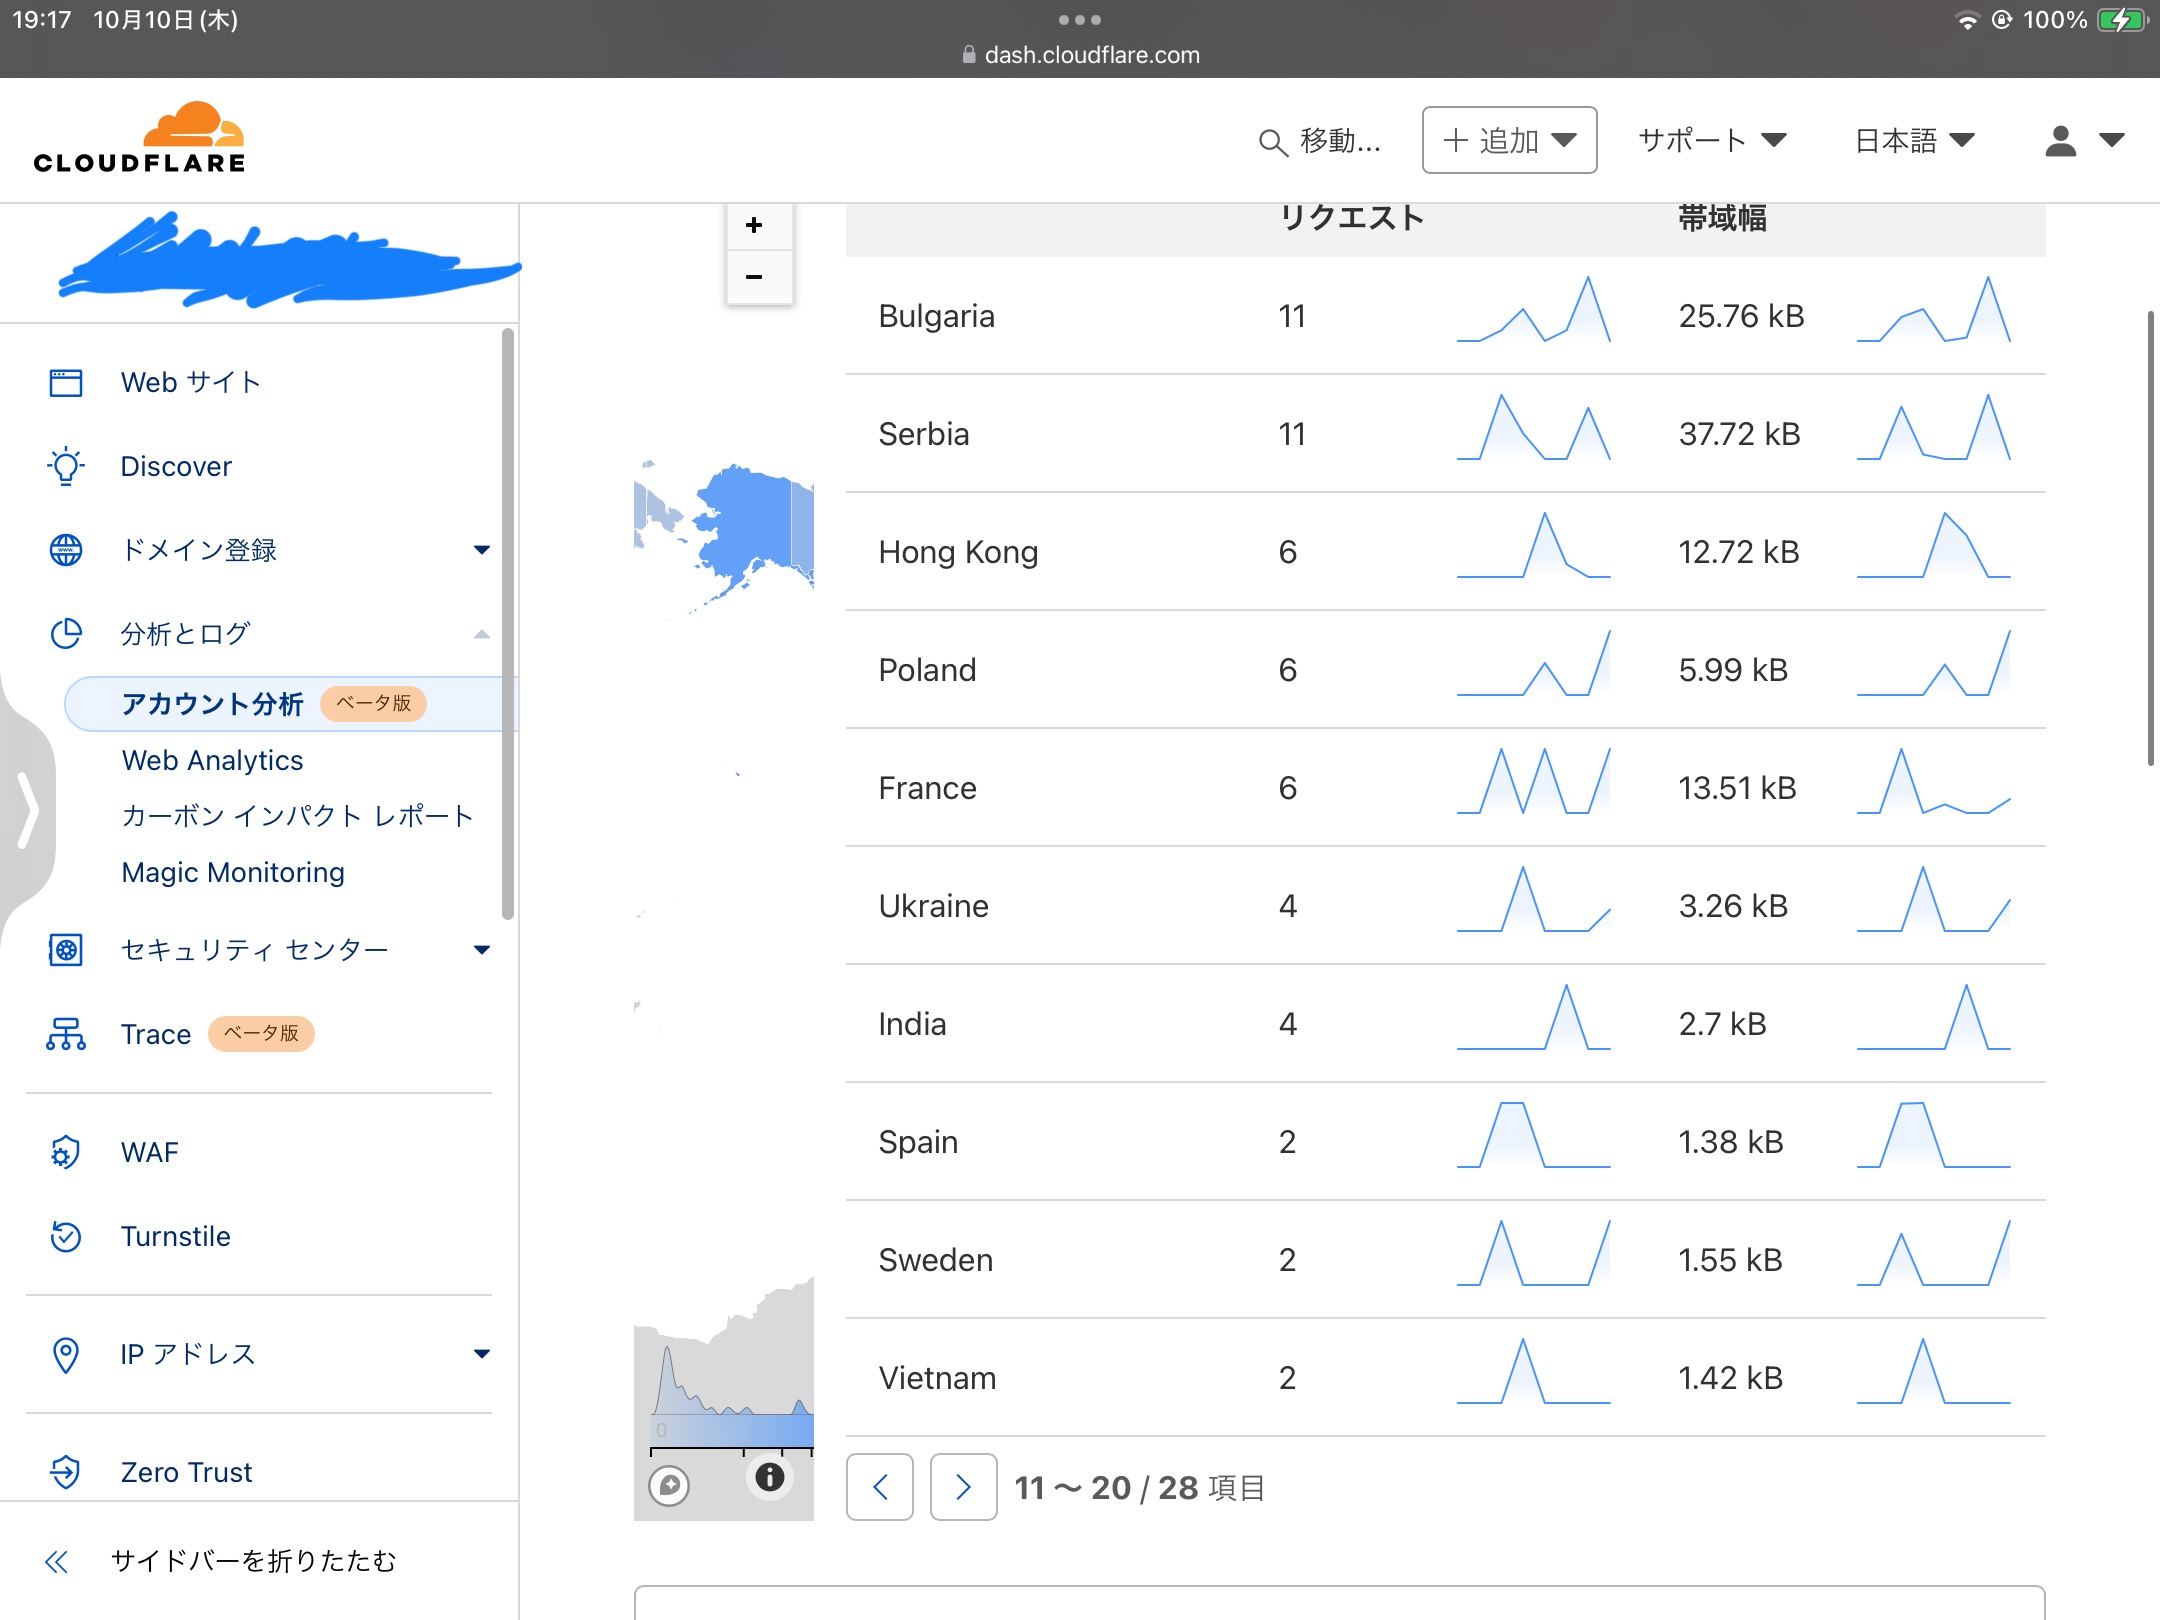 19:17 10月10日(木)
100%
dash.cloudflare.com
CLOUDFLARE
移動...
追加
サポート
日本語
Web サイト
Discover
ドメイン登録
分析とログ
アカウント分析 ベータ版
Web Analytics
カーボン インパクト レポート
Magic Monitoring
セキュリティ センター
Trace ベータ版
WAF
Turnstile
IP アドレス
Zero Trust
サイドバーを折りたたむ
+
−
0
リクエスト 帯域幅
Bulgaria 11 25.76 kB
Serbia 11 37.72 kB
Hong Kong 6 12.72 kB
Poland 6 5.99 kB
France 6 13.51 kB
Ukraine 4 3.26 kB
India 4 2.7 kB
Spain 2 1.38 kB
Sweden 2 1.55 kB
Vietnam 2 1.42 kB
11 〜 20 / 28 項目